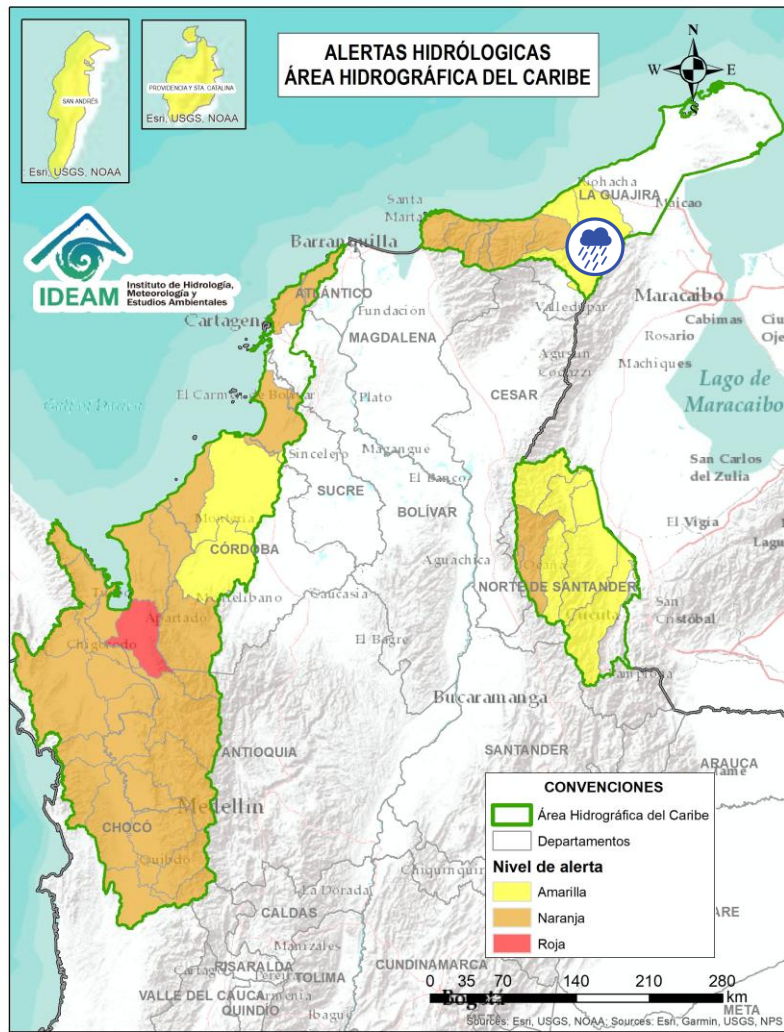 ALERTAS HIDRÓLOGICAS
ÁREA HIDROGRÁFICA DEL CARIBE
N
W E
S
SAN ANDRÉS
: Esri, USGS, NOAA
PROVIDENCIA Y STA. CATALINA
Esri, USGS, NOAA
IDEAM
Instituto de Hidrología,
Meteorología y
Estudios Ambientales
LA GUAJIRA
Maicao
Santa
Marta
Barranquilla
ATLÁNTICO
Cartagen
Fundación
MAGDALENA
Valledupar
Maracaibo
Cabimas
Rosario
Machiques
Lago de
Maracaibo
CESAR
El Carmen de Bolívar
Plato
Sincelejo
Magangue
SUCRE
El Banco
BOLÍVAR
San Carlos
del Zulia
El Vigía
Montería
CÓRDOBA
Aguachica
Ocaña
NORTE DE SANTANDER
Cúcuta
San
Cristóbal
Montelíbano
Caucasia
Apartadó
El Bagre
Bucaramanga
ANTIOQUIA
SANTANDER
ARAUCA
Medellín
CHOCÓ
Quibdó
La Dorada
CALDAS
Manizales
RISARALDA
TOLIMA
CUNDINAMARCA
VALLE DEL CAUCA
QUINDÍO
Ibagué
Bogotá
META
CONVENCIONES
Área Hidrográfica del Caribe
Departamentos
Nivel de alerta
Amarilla
Naranja
Roja
0 35 70 140 210 280
km
Sources: Esri, USGS, NOAA; Sources: Esri, Garmin, USGS, NPS